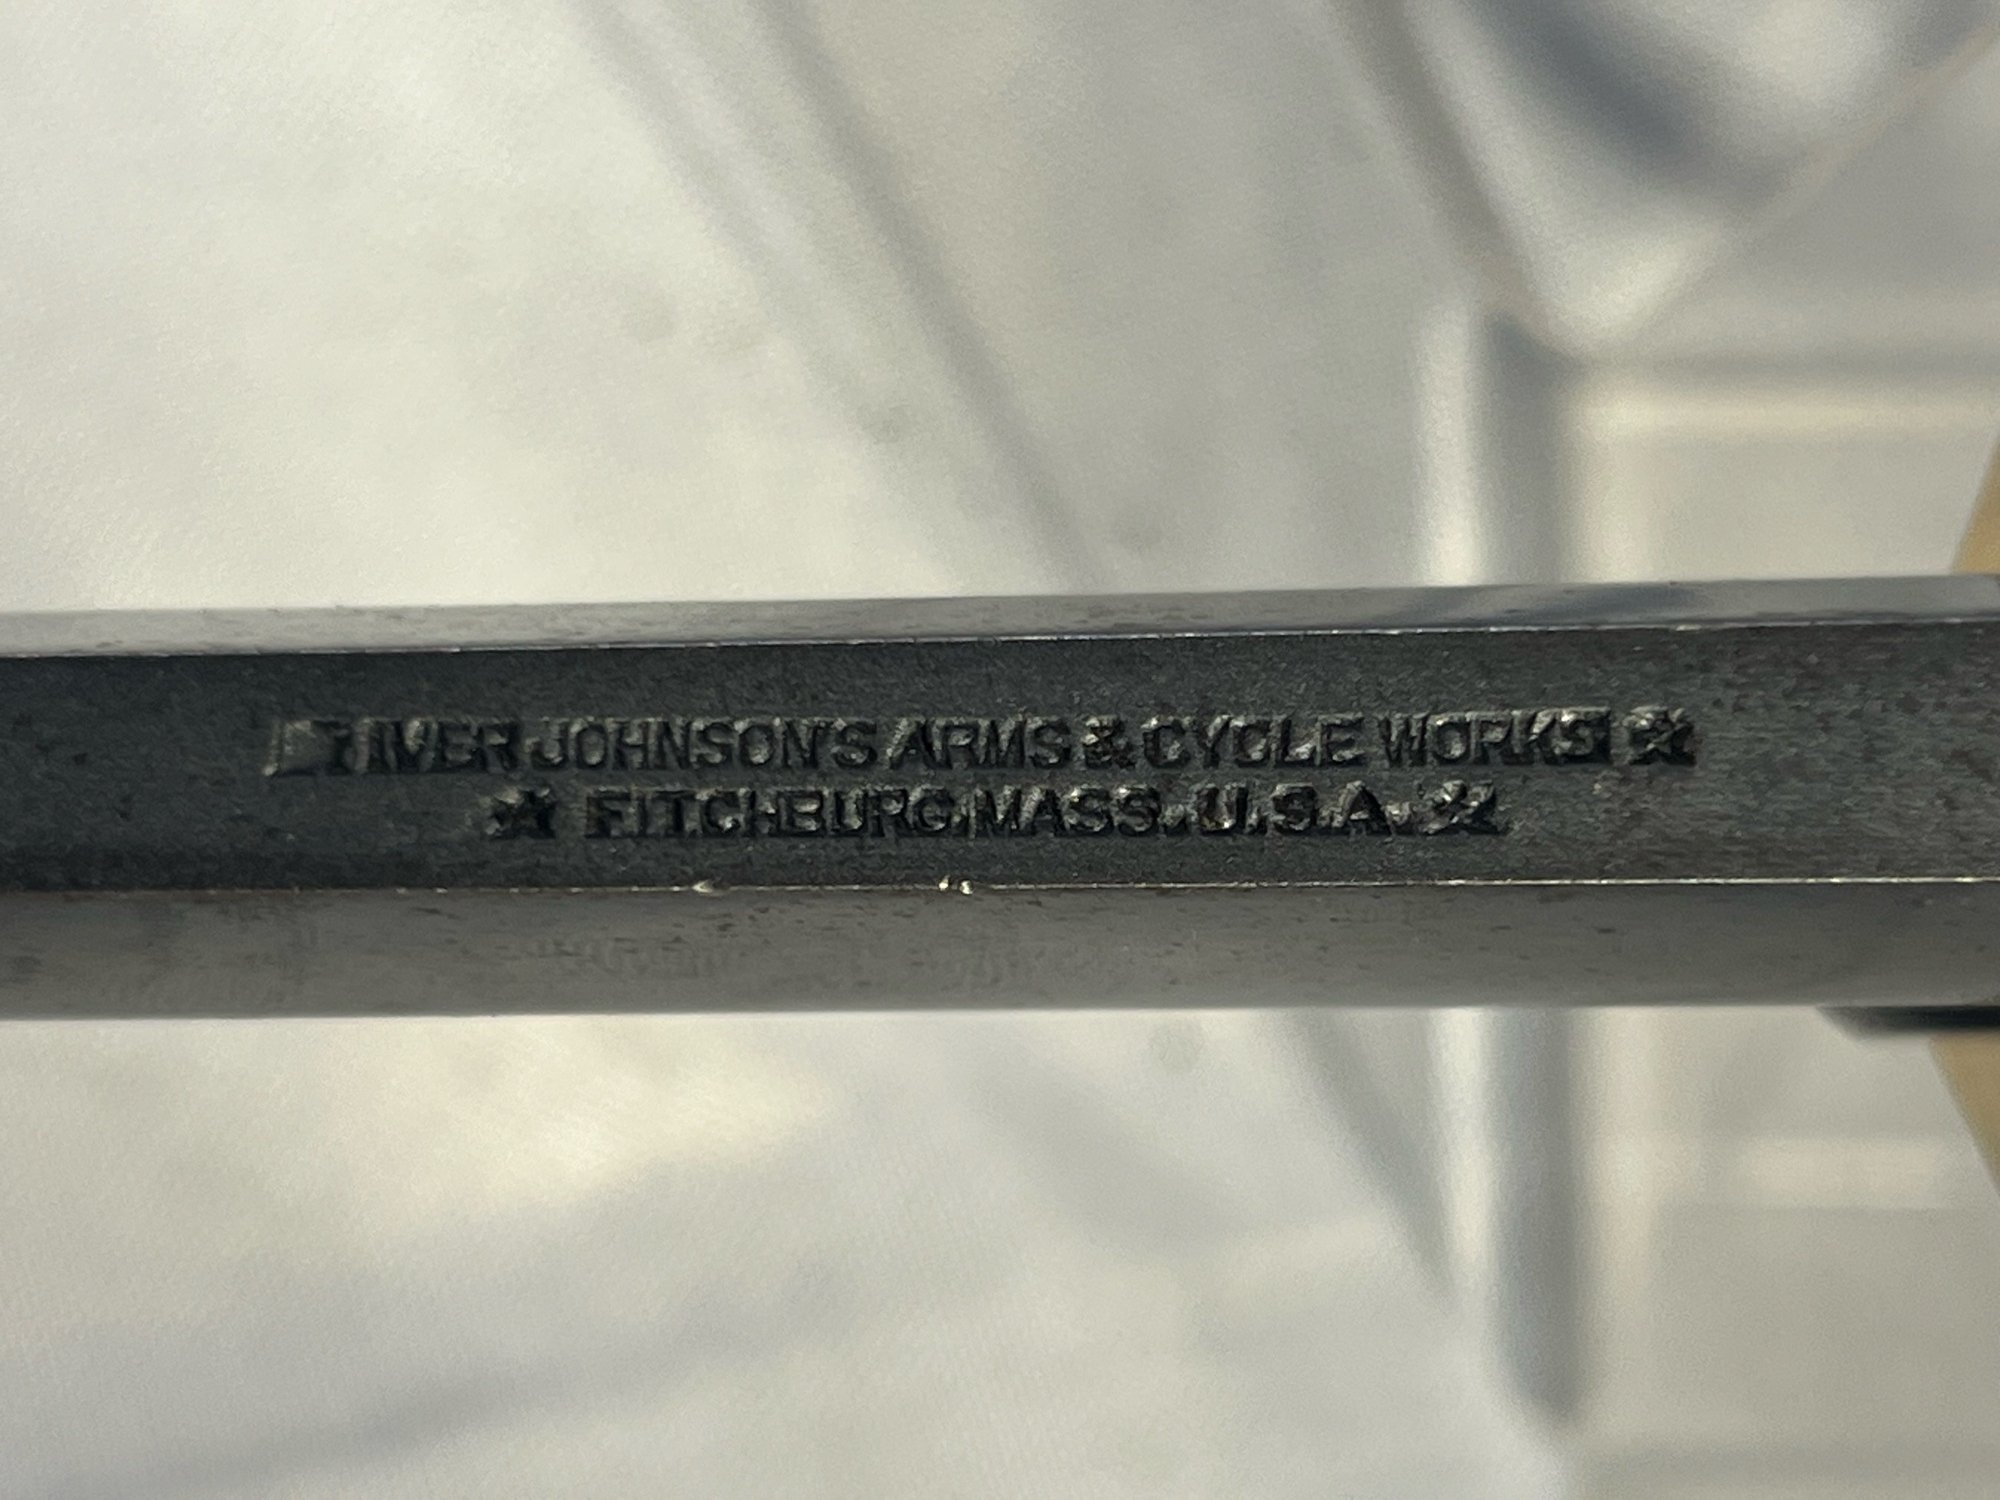 ★ IVER JOHNSON'S ARMS & CYCLE WORKS ★
★ FITCHBURG, MASS. U.S.A. ★